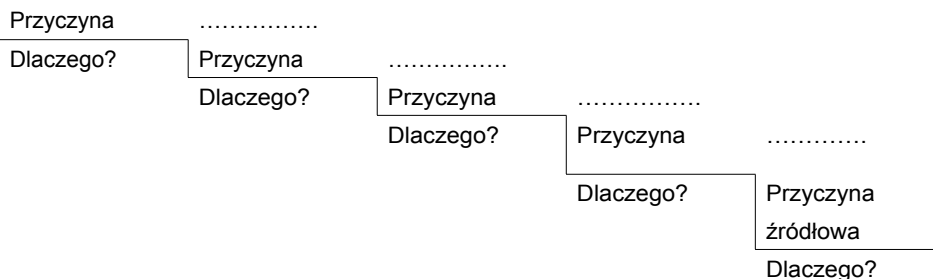 Przyczyna …………….
Dlaczego? Przyczyna …………….
Dlaczego? Przyczyna …………….
Dlaczego? Przyczyna ………….
Dlaczego? Przyczyna
źródłowa
Dlaczego?